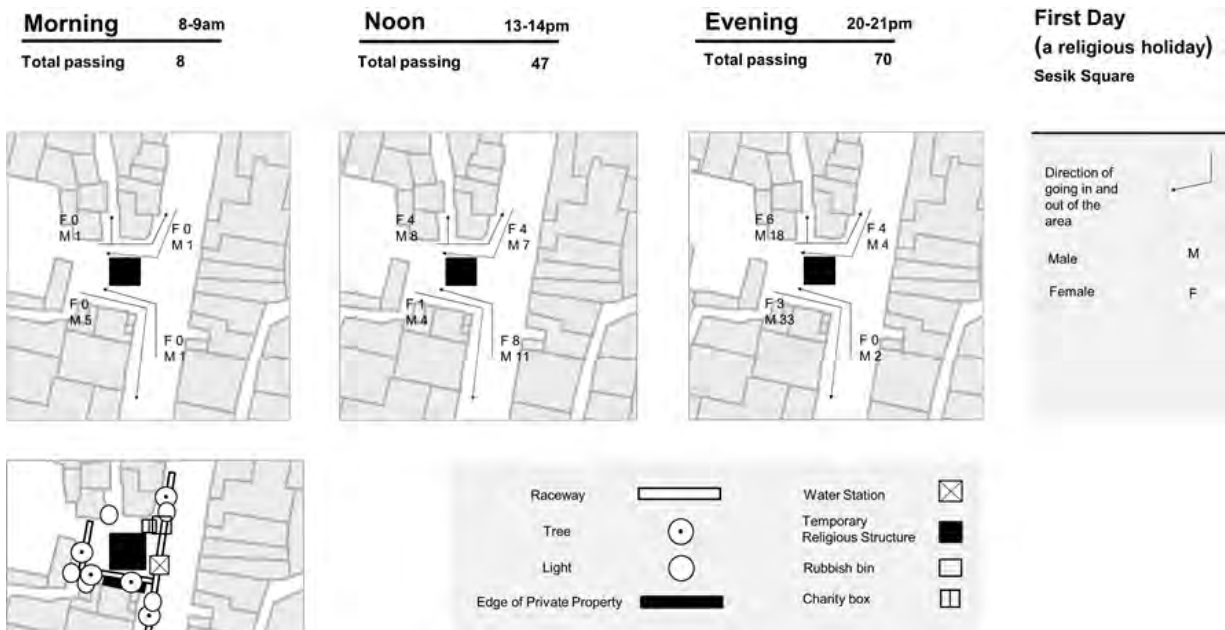 Morning 8-9am
Total passing 8
Noon 13-14pm
Total passing 47
Evening 20-21pm
Total passing 70
First Day
(a religious holiday)
Sesik Square
F 0
M 1
F 0
M 1
F 0
M 5
F 0
M 1
F 4
M 8
F 4
M 7
F 1
M 4
F 8
M 11
F 6
M 18
F 4
M 4
F 3
M 33
F 0
M 2
Direction of
going in and
out of the
area
Male M
Female F
Raceway
Tree
Light
Edge of Private Property
Water Station
Temporary
Religious Structure
Rubbish bin
Charity box